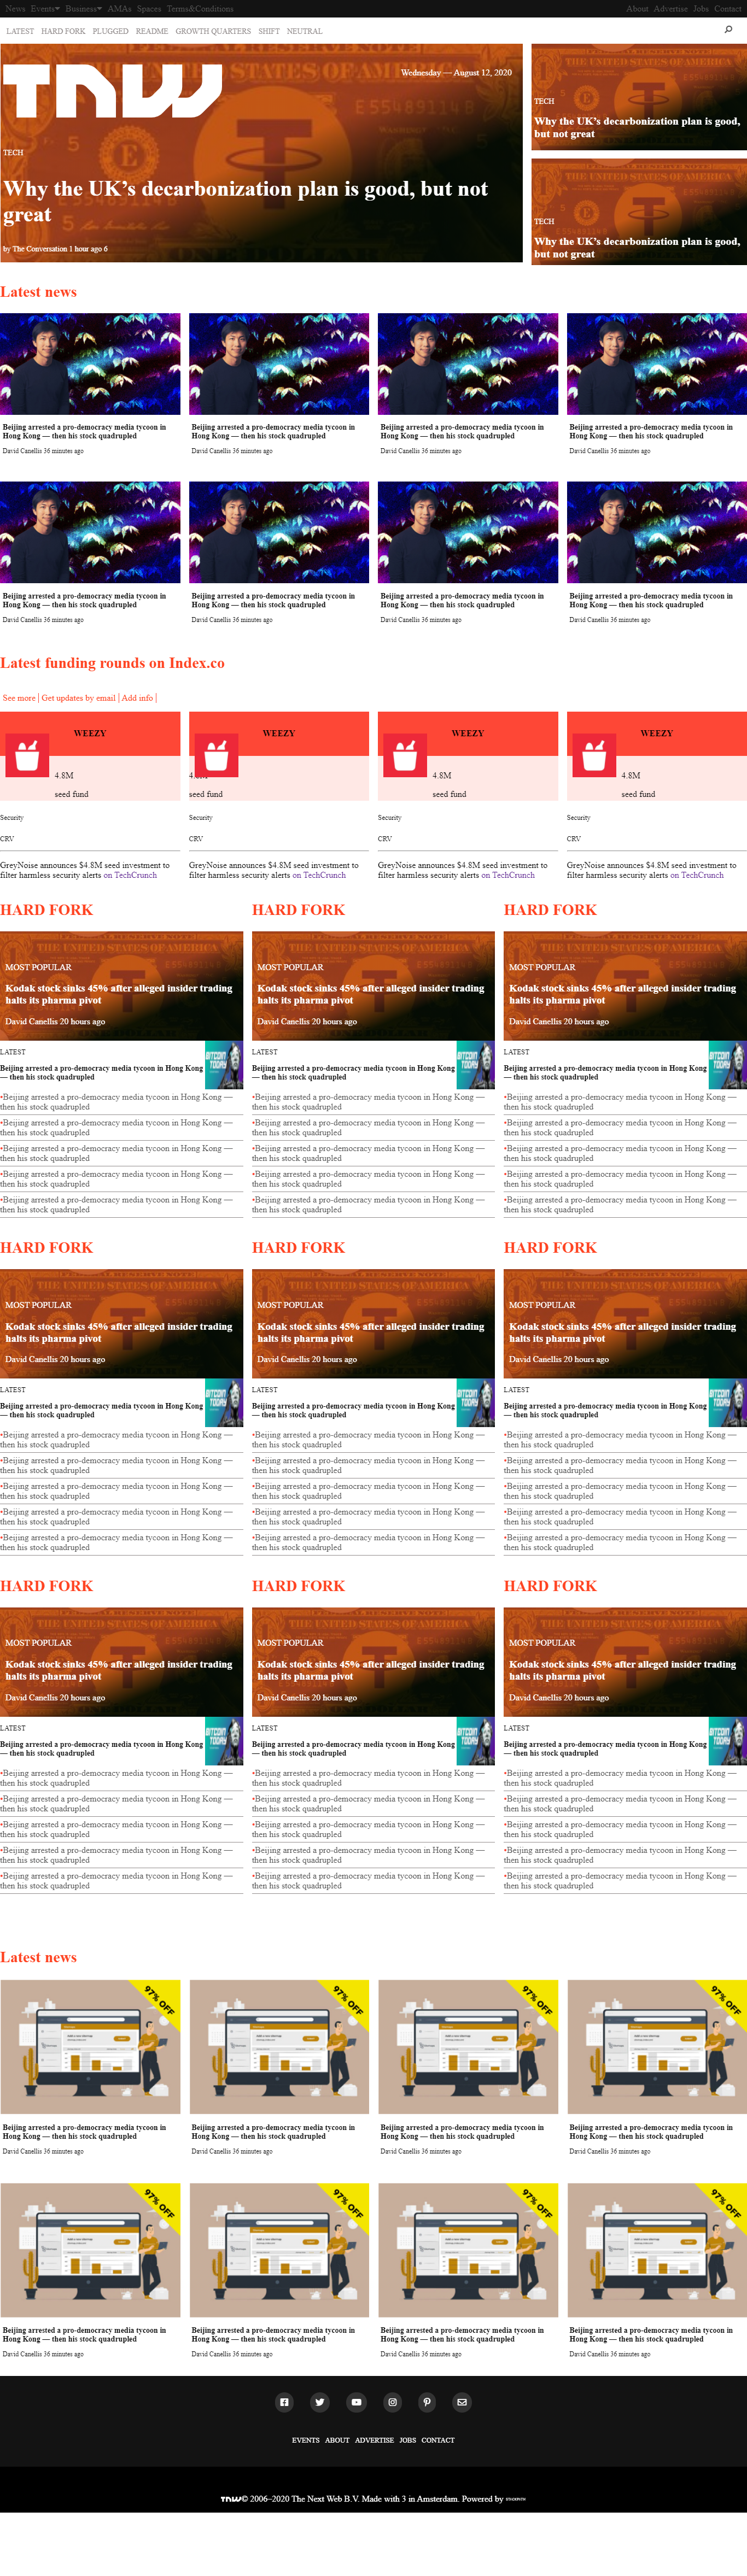 News Events Business AMAs Spaces Terms&Conditions
About Advertise Jobs Contact
LATEST HARD FORK PLUGGED README GROWTH QUARTERS SHIFT NEUTRAL
TNW
Wednesday — August 12, 2020
TECH
Why the UK's decarbonization plan is good, but not
great
by The Conversation 1 hour ago 6
TECH
Why the UK's decarbonization plan is good,
but not great
TECH
Why the UK's decarbonization plan is good,
but not great
Latest news
Beijing arrested a pro-democracy media tycoon in
Hong Kong — then his stock quadrupled
David Canellis 36 minutes ago
Beijing arrested a pro-democracy media tycoon in
Hong Kong — then his stock quadrupled
David Canellis 36 minutes ago
Beijing arrested a pro-democracy media tycoon in
Hong Kong — then his stock quadrupled
David Canellis 36 minutes ago
Beijing arrested a pro-democracy media tycoon in
Hong Kong — then his stock quadrupled
David Canellis 36 minutes ago
Beijing arrested a pro-democracy media tycoon in
Hong Kong — then his stock quadrupled
David Canellis 36 minutes ago
Beijing arrested a pro-democracy media tycoon in
Hong Kong — then his stock quadrupled
David Canellis 36 minutes ago
Beijing arrested a pro-democracy media tycoon in
Hong Kong — then his stock quadrupled
David Canellis 36 minutes ago
Beijing arrested a pro-democracy media tycoon in
Hong Kong — then his stock quadrupled
David Canellis 36 minutes ago
Latest funding rounds on Index.co
See more | Get updates by email | Add info |
WEEZY
4.8M
seed fund
Security
CRV
GreyNoise announces $4.8M seed investment to
filter harmless security alerts on TechCrunch
WEEZY
seed fund
Security
CRV
GreyNoise announces $4.8M seed investment to
filter harmless security alerts on TechCrunch
WEEZY
4.8M
seed fund
Security
CRV
GreyNoise announces $4.8M seed investment to
filter harmless security alerts on TechCrunch
WEEZY
4.8M
seed fund
Security
CRV
GreyNoise announces $4.8M seed investment to
filter harmless security alerts on TechCrunch
HARD FORK
MOST POPULAR
Kodak stock sinks 45% after alleged insider trading
halts its pharma pivot
David Canellis 20 hours ago
LATEST
Beijing arrested a pro-democracy media tycoon in Hong Kong
— then his stock quadrupled
BITCOIN
TODAY
•Beijing arrested a pro-democracy media tycoon in Hong Kong —
then his stock quadrupled
•Beijing arrested a pro-democracy media tycoon in Hong Kong —
then his stock quadrupled
•Beijing arrested a pro-democracy media tycoon in Hong Kong —
then his stock quadrupled
•Beijing arrested a pro-democracy media tycoon in Hong Kong —
then his stock quadrupled
•Beijing arrested a pro-democracy media tycoon in Hong Kong —
then his stock quadrupled
HARD FORK
MOST POPULAR
Kodak stock sinks 45% after alleged insider trading
halts its pharma pivot
David Canellis 20 hours ago
LATEST
Beijing arrested a pro-democracy media tycoon in Hong Kong
— then his stock quadrupled
BITCOIN
TODAY
•Beijing arrested a pro-democracy media tycoon in Hong Kong —
then his stock quadrupled
•Beijing arrested a pro-democracy media tycoon in Hong Kong —
then his stock quadrupled
•Beijing arrested a pro-democracy media tycoon in Hong Kong —
then his stock quadrupled
•Beijing arrested a pro-democracy media tycoon in Hong Kong —
then his stock quadrupled
•Beijing arrested a pro-democracy media tycoon in Hong Kong —
then his stock quadrupled
HARD FORK
MOST POPULAR
Kodak stock sinks 45% after alleged insider trading
halts its pharma pivot
David Canellis 20 hours ago
LATEST
Beijing arrested a pro-democracy media tycoon in Hong Kong
— then his stock quadrupled
BITCOIN
TODAY
•Beijing arrested a pro-democracy media tycoon in Hong Kong —
then his stock quadrupled
•Beijing arrested a pro-democracy media tycoon in Hong Kong —
then his stock quadrupled
•Beijing arrested a pro-democracy media tycoon in Hong Kong —
then his stock quadrupled
•Beijing arrested a pro-democracy media tycoon in Hong Kong —
then his stock quadrupled
•Beijing arrested a pro-democracy media tycoon in Hong Kong —
then his stock quadrupled
HARD FORK
MOST POPULAR
Kodak stock sinks 45% after alleged insider trading
halts its pharma pivot
David Canellis 20 hours ago
LATEST
Beijing arrested a pro-democracy media tycoon in Hong Kong
— then his stock quadrupled
BITCOIN
TODAY
•Beijing arrested a pro-democracy media tycoon in Hong Kong —
then his stock quadrupled
•Beijing arrested a pro-democracy media tycoon in Hong Kong —
then his stock quadrupled
•Beijing arrested a pro-democracy media tycoon in Hong Kong —
then his stock quadrupled
•Beijing arrested a pro-democracy media tycoon in Hong Kong —
then his stock quadrupled
•Beijing arrested a pro-democracy media tycoon in Hong Kong —
then his stock quadrupled
HARD FORK
MOST POPULAR
Kodak stock sinks 45% after alleged insider trading
halts its pharma pivot
David Canellis 20 hours ago
LATEST
Beijing arrested a pro-democracy media tycoon in Hong Kong
— then his stock quadrupled
BITCOIN
TODAY
•Beijing arrested a pro-democracy media tycoon in Hong Kong —
then his stock quadrupled
•Beijing arrested a pro-democracy media tycoon in Hong Kong —
then his stock quadrupled
•Beijing arrested a pro-democracy media tycoon in Hong Kong —
then his stock quadrupled
•Beijing arrested a pro-democracy media tycoon in Hong Kong —
then his stock quadrupled
•Beijing arrested a pro-democracy media tycoon in Hong Kong —
then his stock quadrupled
HARD FORK
MOST POPULAR
Kodak stock sinks 45% after alleged insider trading
halts its pharma pivot
David Canellis 20 hours ago
LATEST
Beijing arrested a pro-democracy media tycoon in Hong Kong
— then his stock quadrupled
BITCOIN
TODAY
•Beijing arrested a pro-democracy media tycoon in Hong Kong —
then his stock quadrupled
•Beijing arrested a pro-democracy media tycoon in Hong Kong —
then his stock quadrupled
•Beijing arrested a pro-democracy media tycoon in Hong Kong —
then his stock quadrupled
•Beijing arrested a pro-democracy media tycoon in Hong Kong —
then his stock quadrupled
•Beijing arrested a pro-democracy media tycoon in Hong Kong —
then his stock quadrupled
HARD FORK
MOST POPULAR
Kodak stock sinks 45% after alleged insider trading
halts its pharma pivot
David Canellis 20 hours ago
LATEST
Beijing arrested a pro-democracy media tycoon in Hong Kong
— then his stock quadrupled
BITCOIN
TODAY
•Beijing arrested a pro-democracy media tycoon in Hong Kong —
then his stock quadrupled
•Beijing arrested a pro-democracy media tycoon in Hong Kong —
then his stock quadrupled
•Beijing arrested a pro-democracy media tycoon in Hong Kong —
then his stock quadrupled
•Beijing arrested a pro-democracy media tycoon in Hong Kong —
then his stock quadrupled
•Beijing arrested a pro-democracy media tycoon in Hong Kong —
then his stock quadrupled
HARD FORK
MOST POPULAR
Kodak stock sinks 45% after alleged insider trading
halts its pharma pivot
David Canellis 20 hours ago
LATEST
Beijing arrested a pro-democracy media tycoon in Hong Kong
— then his stock quadrupled
BITCOIN
TODAY
•Beijing arrested a pro-democracy media tycoon in Hong Kong —
then his stock quadrupled
•Beijing arrested a pro-democracy media tycoon in Hong Kong —
then his stock quadrupled
•Beijing arrested a pro-democracy media tycoon in Hong Kong —
then his stock quadrupled
•Beijing arrested a pro-democracy media tycoon in Hong Kong —
then his stock quadrupled
•Beijing arrested a pro-democracy media tycoon in Hong Kong —
then his stock quadrupled
HARD FORK
MOST POPULAR
Kodak stock sinks 45% after alleged insider trading
halts its pharma pivot
David Canellis 20 hours ago
LATEST
Beijing arrested a pro-democracy media tycoon in Hong Kong
— then his stock quadrupled
BITCOIN
TODAY
•Beijing arrested a pro-democracy media tycoon in Hong Kong —
then his stock quadrupled
•Beijing arrested a pro-democracy media tycoon in Hong Kong —
then his stock quadrupled
•Beijing arrested a pro-democracy media tycoon in Hong Kong —
then his stock quadrupled
•Beijing arrested a pro-democracy media tycoon in Hong Kong —
then his stock quadrupled
•Beijing arrested a pro-democracy media tycoon in Hong Kong —
then his stock quadrupled
Latest news
97% OFF
Beijing arrested a pro-democracy media tycoon in
Hong Kong — then his stock quadrupled
David Canellis 36 minutes ago
97% OFF
Beijing arrested a pro-democracy media tycoon in
Hong Kong — then his stock quadrupled
David Canellis 36 minutes ago
97% OFF
Beijing arrested a pro-democracy media tycoon in
Hong Kong — then his stock quadrupled
David Canellis 36 minutes ago
97% OFF
Beijing arrested a pro-democracy media tycoon in
Hong Kong — then his stock quadrupled
David Canellis 36 minutes ago
97% OFF
Beijing arrested a pro-democracy media tycoon in
Hong Kong — then his stock quadrupled
David Canellis 36 minutes ago
97% OFF
Beijing arrested a pro-democracy media tycoon in
Hong Kong — then his stock quadrupled
David Canellis 36 minutes ago
97% OFF
Beijing arrested a pro-democracy media tycoon in
Hong Kong — then his stock quadrupled
David Canellis 36 minutes ago
97% OFF
Beijing arrested a pro-democracy media tycoon in
Hong Kong — then his stock quadrupled
David Canellis 36 minutes ago
EVENTS ABOUT ADVERTISE JOBS CONTACT
TNW© 2006–2020 The Next Web B.V. Made with 3 in Amsterdam. Powered by